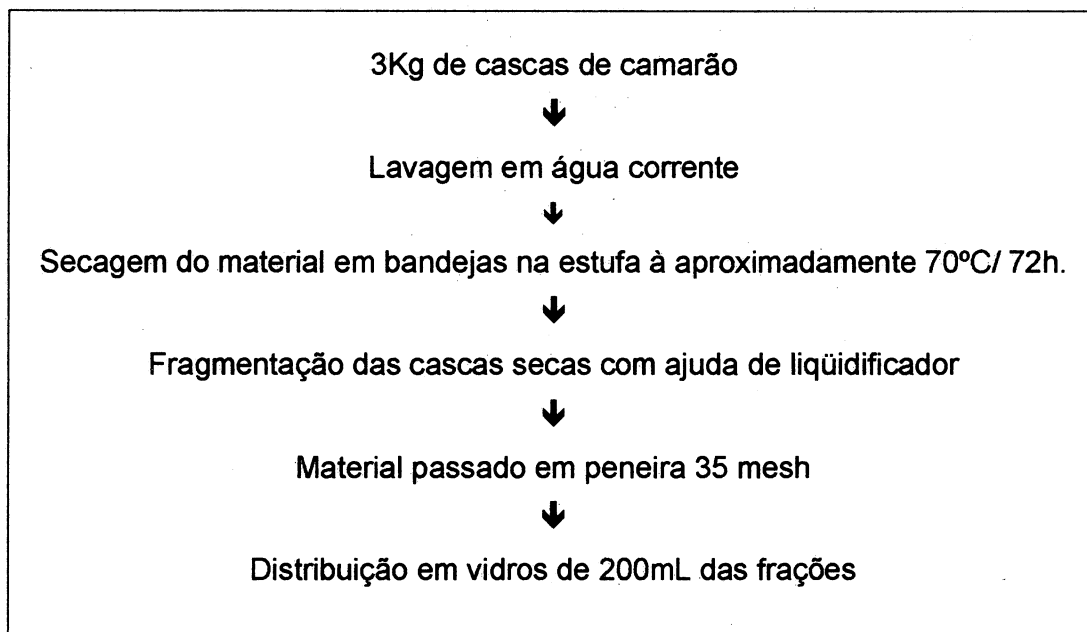 3Kg de cascas de camarão
Lavagem em água corrente
Secagem do material em bandejas na estufa à aproximadamente 70ºC/ 72h.
Fragmentação das cascas secas com ajuda de liqüidificador
Material passado em peneira 35 mesh
Distribuição em vidros de 200mL das frações